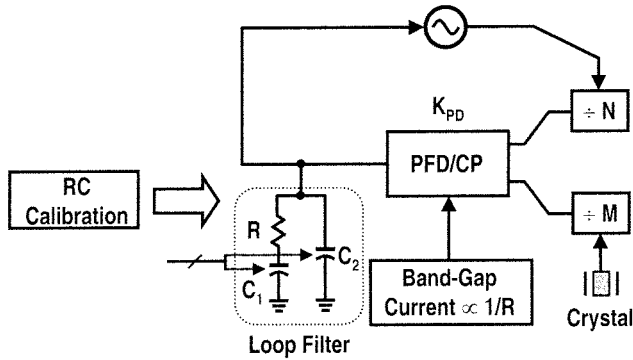 K_PD
÷ N
PFD/CP
RC
Calibration
÷ M
R
C_2
C_1
Band-Gap
Current ∝ 1/R
Crystal
Loop Filter